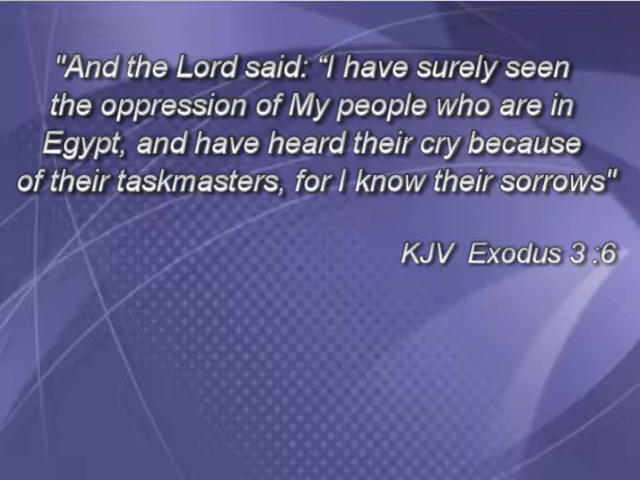 "And the Lord said: “I have surely seen
the oppression of My people who are in
Egypt, and have heard their cry because
of their taskmasters, for I know their sorrows"
KJV  Exodus 3 :6